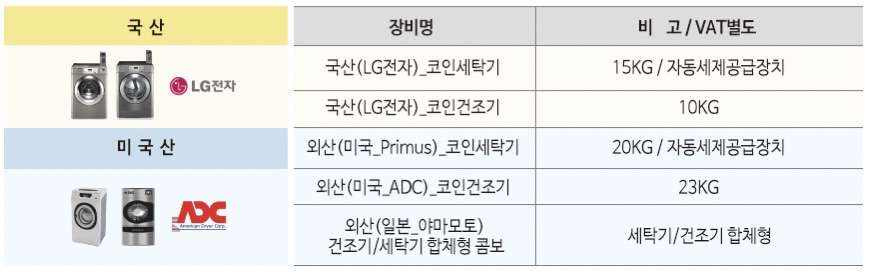 국 산
LG전자
미 국 산
ADC
American Dryer Corp.
장비명
비 고 / VAT별도
국산(LG전자)_코인세탁기
15KG / 자동세제공급장치
국산(LG전자)_코인건조기
10KG
외산(미국_Primus)_코인세탁기
20KG / 자동세제공급장치
외산(미국_ADC)_코인건조기
23KG
외산(일본_야마모토)
건조기/세탁기 합체형 콤보
세탁기/건조기 합체형